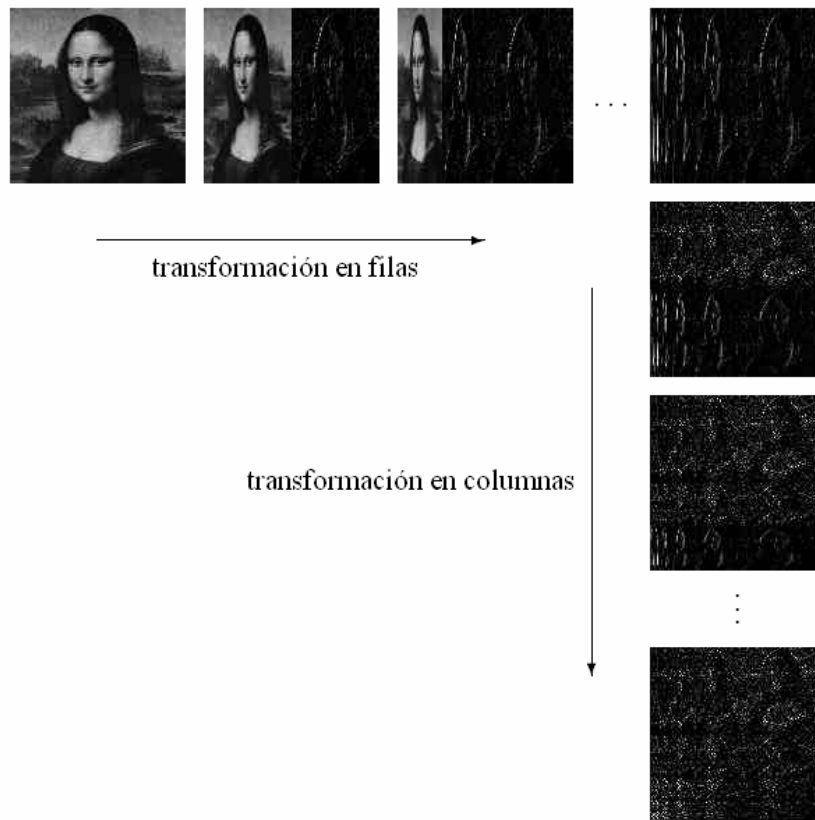 . . .
transformación en filas
transformación en columnas
⋮